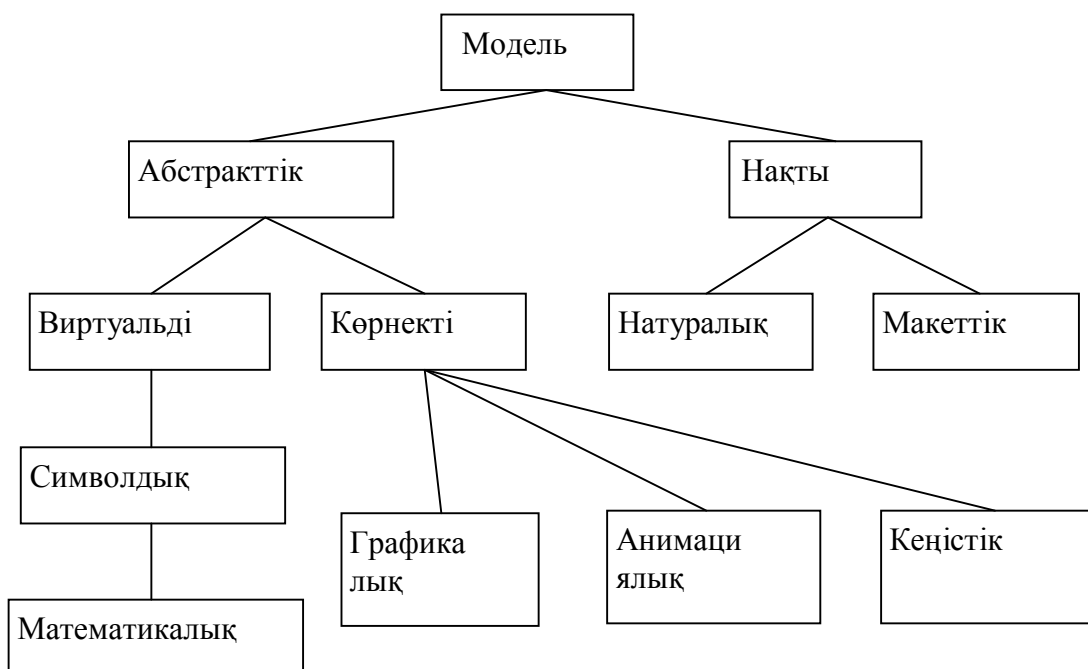 Модель
Абстракттік
Нақты
Виртуальді
Көрнекті
Натуралық
Макеттік
Символдық
Графика
лық
Анимаци
ялық
Кеңістік
Математикалық